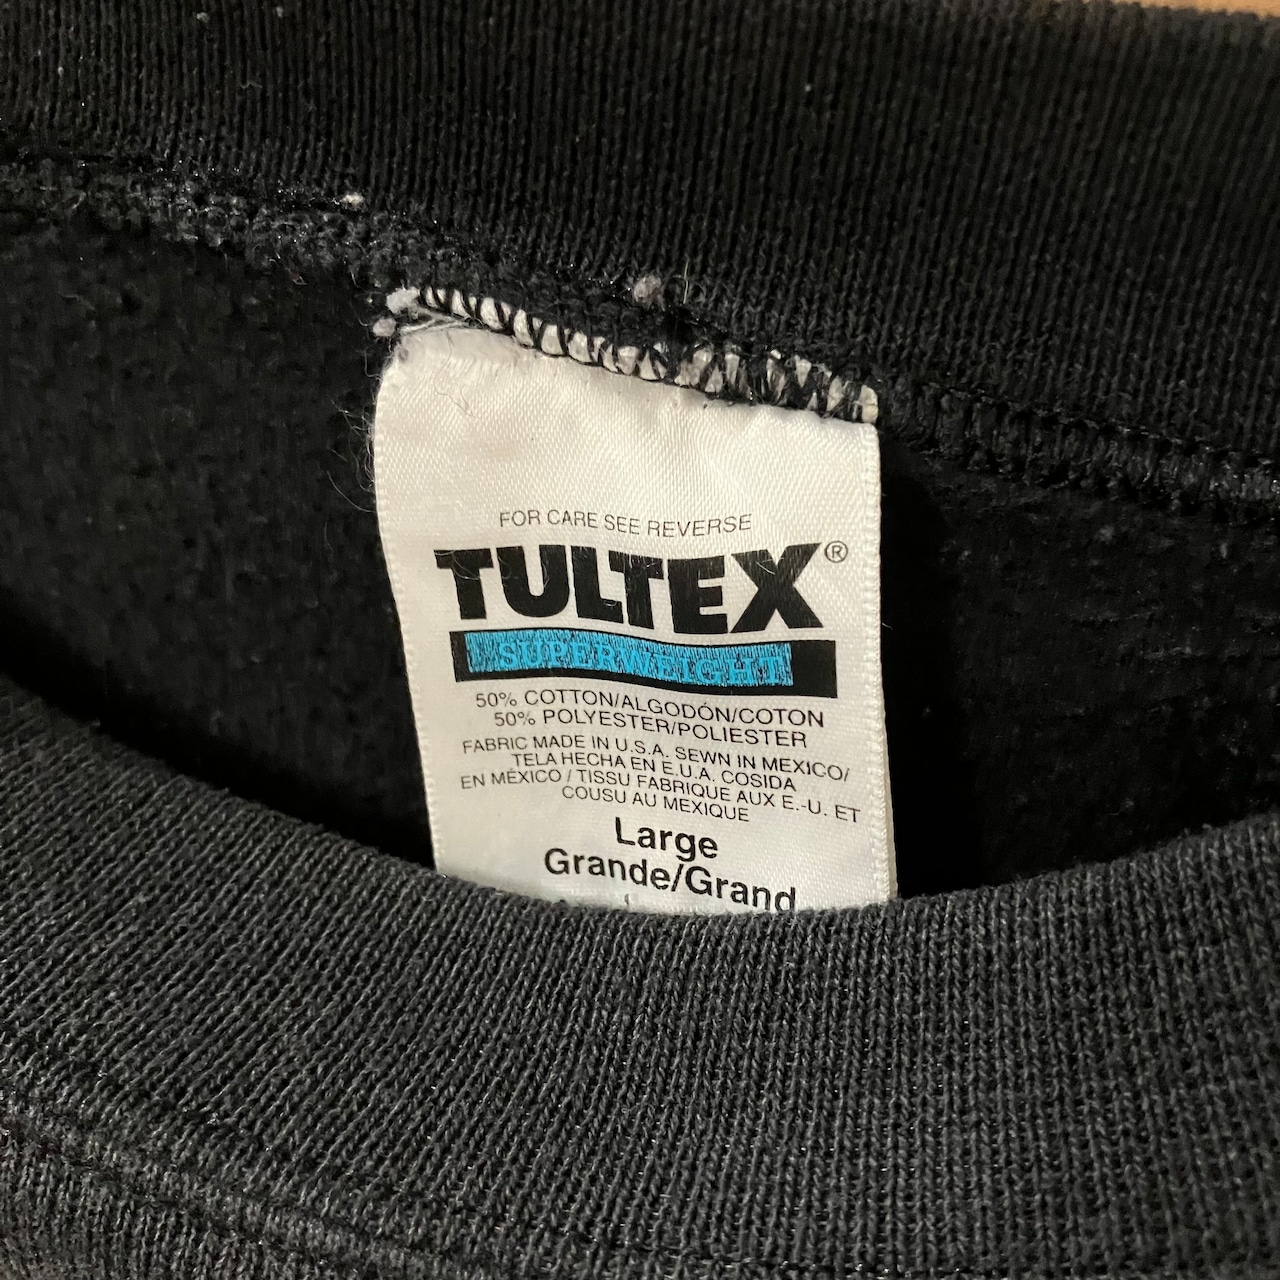 FOR CARE SEE REVERSE
TULTEX®
SUPERWEIGHT
50% COTTON/ALGODÓN/COTON
50% POLYESTER/POLIESTER
FABRIC MADE IN U.S.A. SEWN IN MEXICO/
TELA HECHA EN E.U.A. COSIDA
EN MÉXICO / TISSU FABRIQUE AUX E.-U. ET
COUSU AU MEXIQUE
Large
Grande/Grand